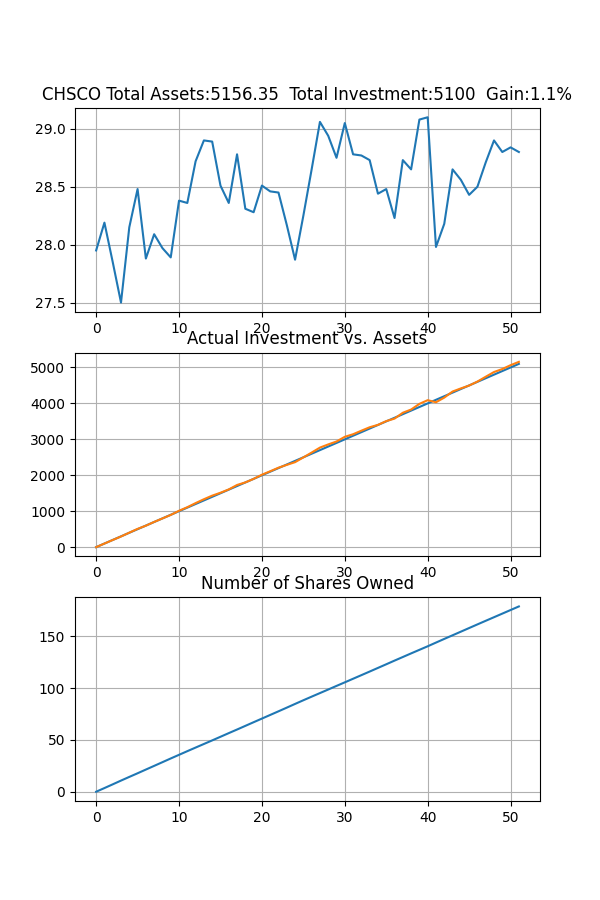 CHSCO Total Assets:5156.35  Total Investment:5100  Gain:1.1%
29.0
28.5
28.0
27.5
0 10 20 30 40 50
Actual Investment vs. Assets
5000
4000
3000
2000
1000
0
0 10 20 30 40 50
Number of Shares Owned
150
100
50
0
0 10 20 30 40 50